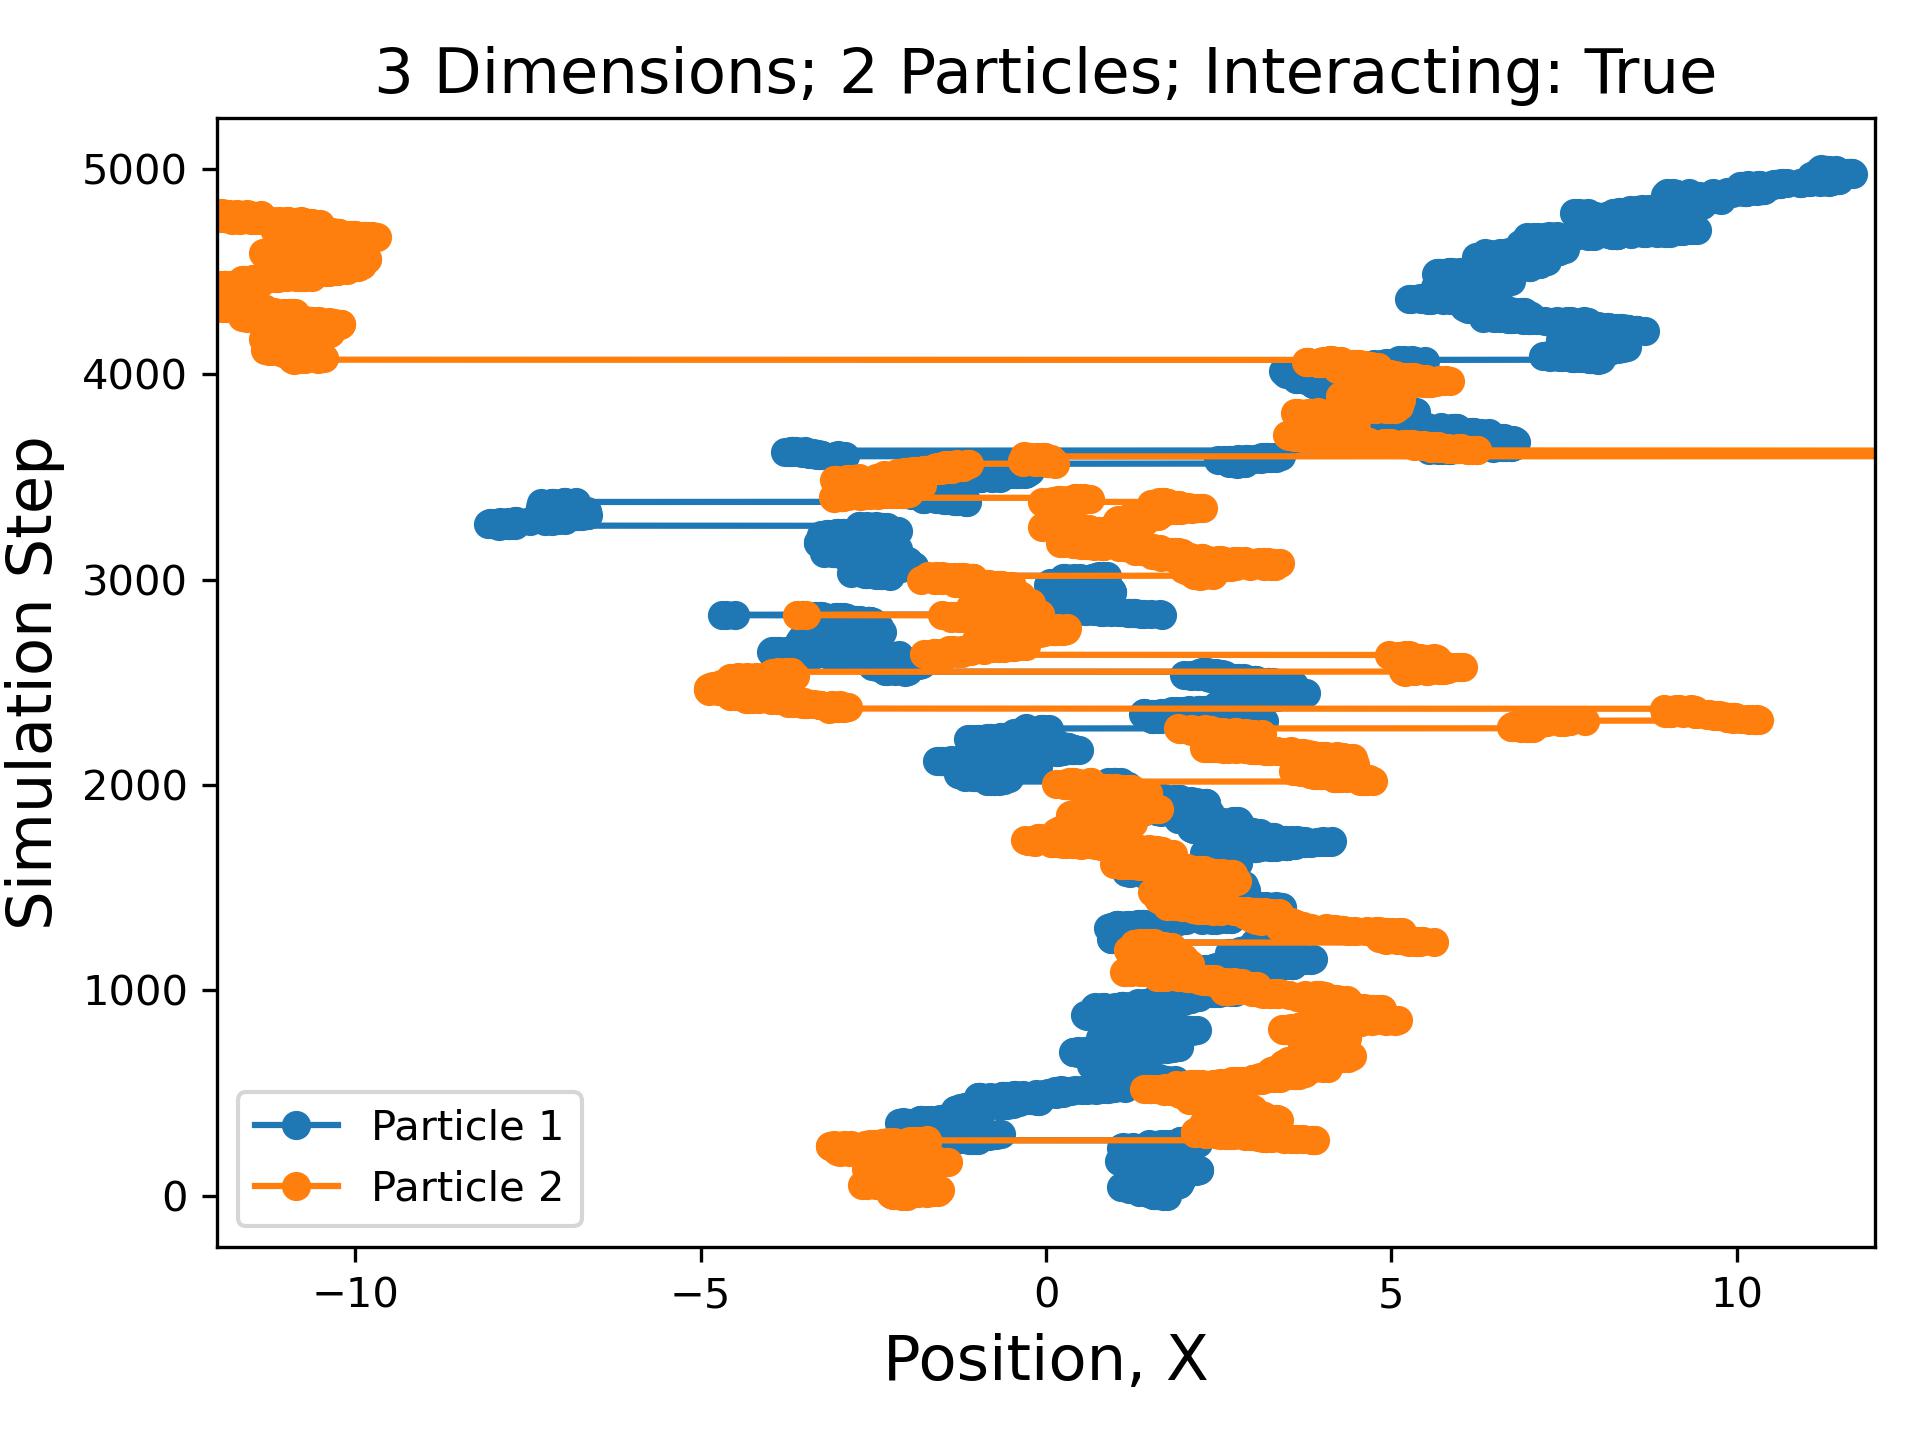 3 Dimensions; 2 Particles; Interacting: True
Simulation Step
5000
4000
3000
2000
1000
0
Particle 1
Particle 2
−10
−5
0
5
10
Position, X